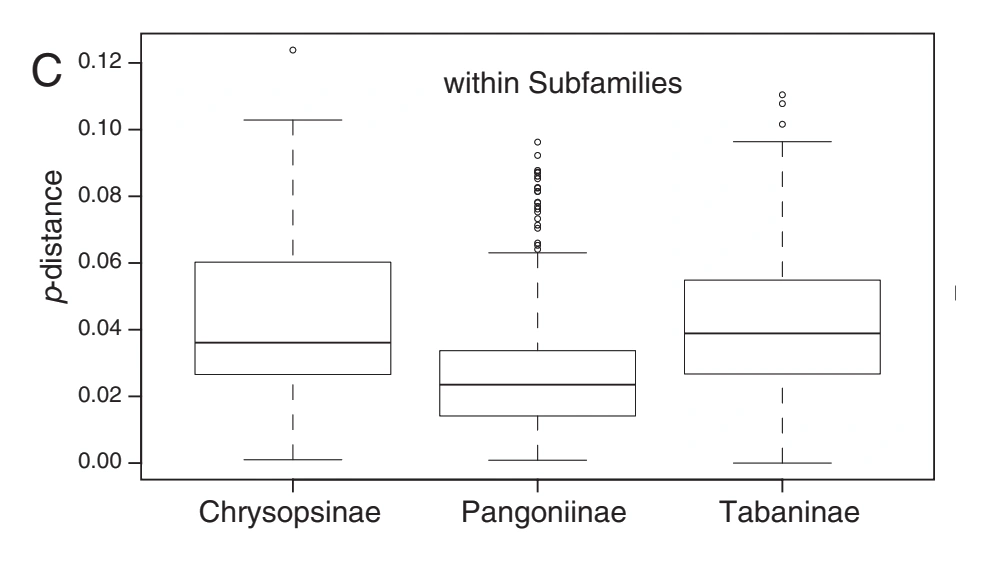 C
within Subfamilies
p-distance
0.12
0.10
0.08
0.06
0.04
0.02
0.00
Chrysopsinae
Pangoniinae
Tabaninae